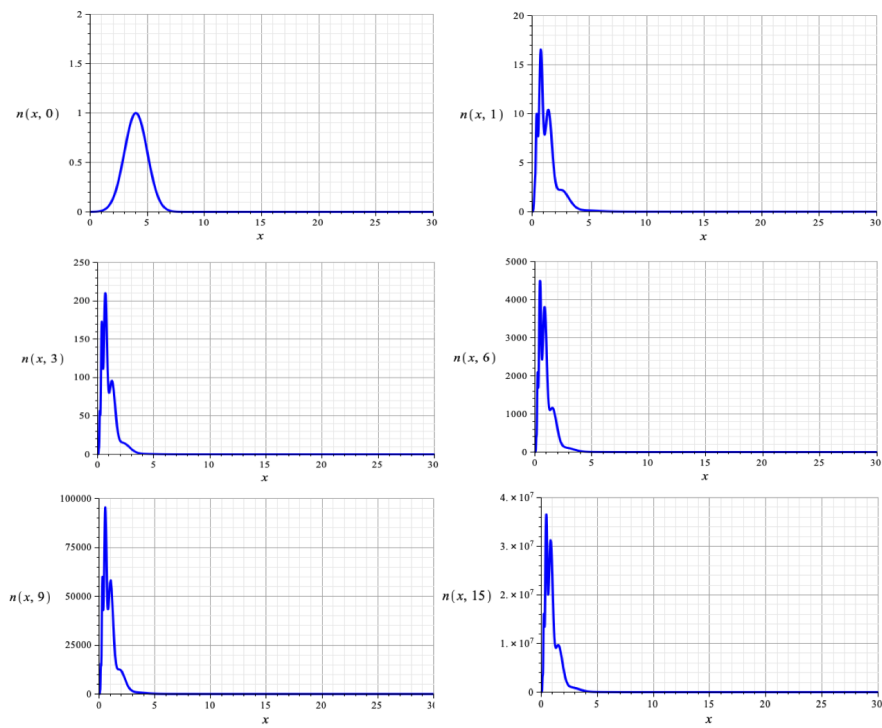 2
1.5
n(x, 0) 1
0.5
0
0 5 10 15 20 25 30
x
20
15
n(x, 1) 10
5
0
0 5 10 15 20 25 30
x
250
200
150
n(x, 3)
100
50
0
0 5 10 15 20 25 30
x
5000
4000
3000
n(x, 6)
2000
1000
0
0 5 10 15 20 25 30
x
100000
75000
n(x, 9) 50000
25000
0
0 5 10 15 20 25 30
x
4. × 10⁷
3. × 10⁷
n(x, 15) 2. × 10⁷
1. × 10⁷
0
0 5 10 15 20 25 30
x